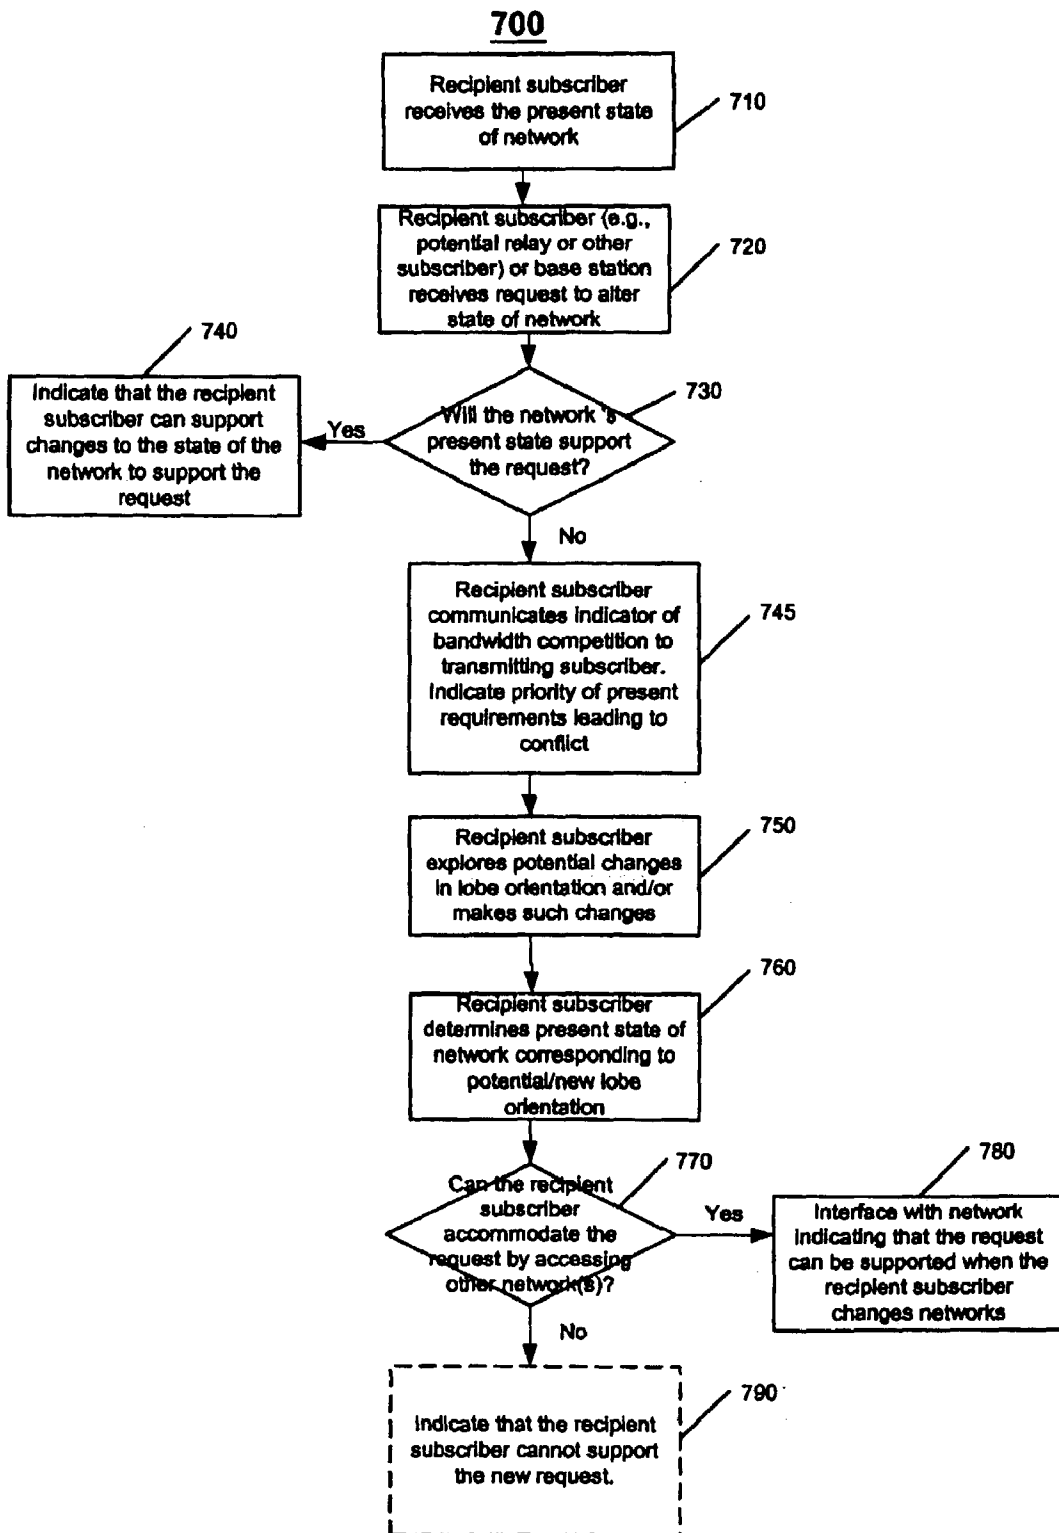 700
Recipient subscriber
receives the present state
of network
710
Recipient subscriber (e.g.,
potential relay or other
subscriber) or base station
receives request to alter
state of network
720
740
Indicate that the recipient
subscriber can support
changes to the state of the
network to support the
request
Yes
730
Will the network 's
present state support
the request?
No
Recipient subscriber
communicates indicator of
bandwidth competition to
transmitting subscriber.
Indicate priority of present
requirements leading to
conflict
745
Recipient subscriber
explores potential changes
in lobe orientation and/or
makes such changes
750
Recipient subscriber
determines present state of
network corresponding to
potential/new lobe
orientation
760
Can the recipient
subscriber
accommodate the
request by accessing
other network(s)?
770
Yes
780
Interface with network
indicating that the request
can be supported when the
recipient subscriber
changes networks
No
790
Indicate that the recipient
subscriber cannot support
the new request.